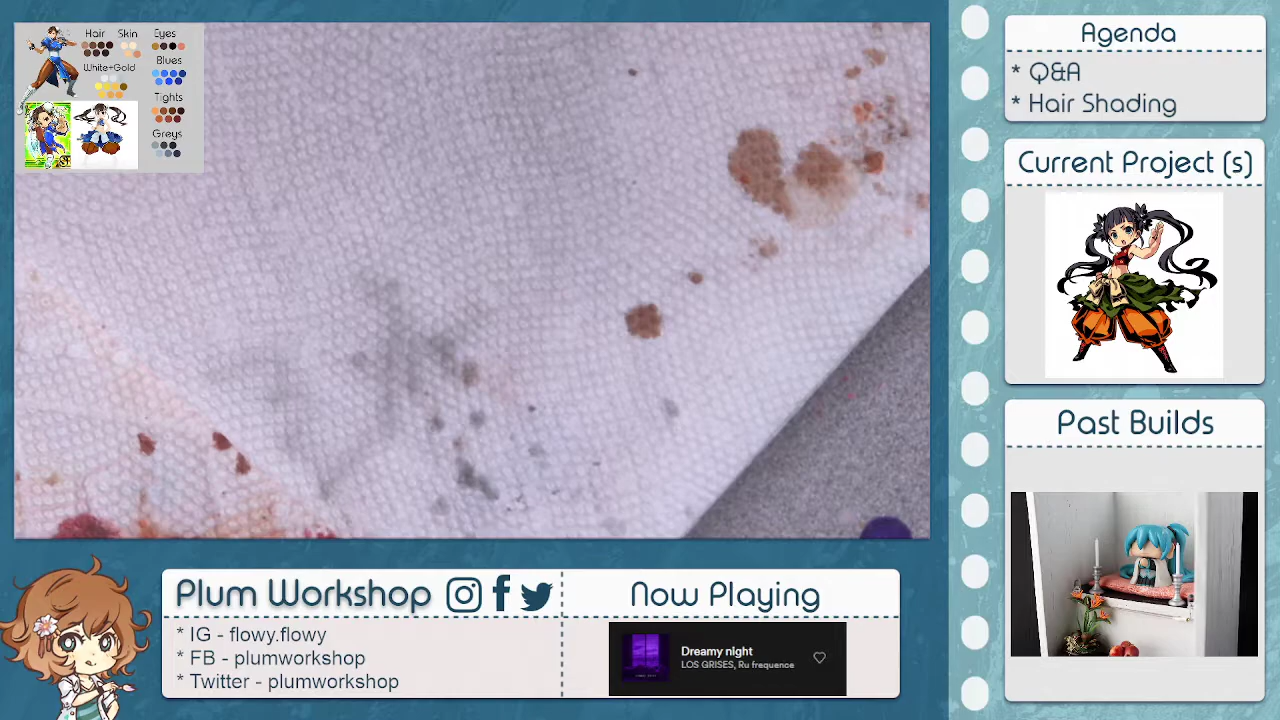 Hair Skin Eyes
White+Gold
Blues
Tights
Greys
Agenda
* Q&A
* Hair Shading
Current Project (s)
Past Builds
Plum Workshop
* IG - flowy.flowy
* FB - plumworkshop
* Twitter - plumworkshop
Now Playing
Dreamy night
LOS GRISES, Ru frequence